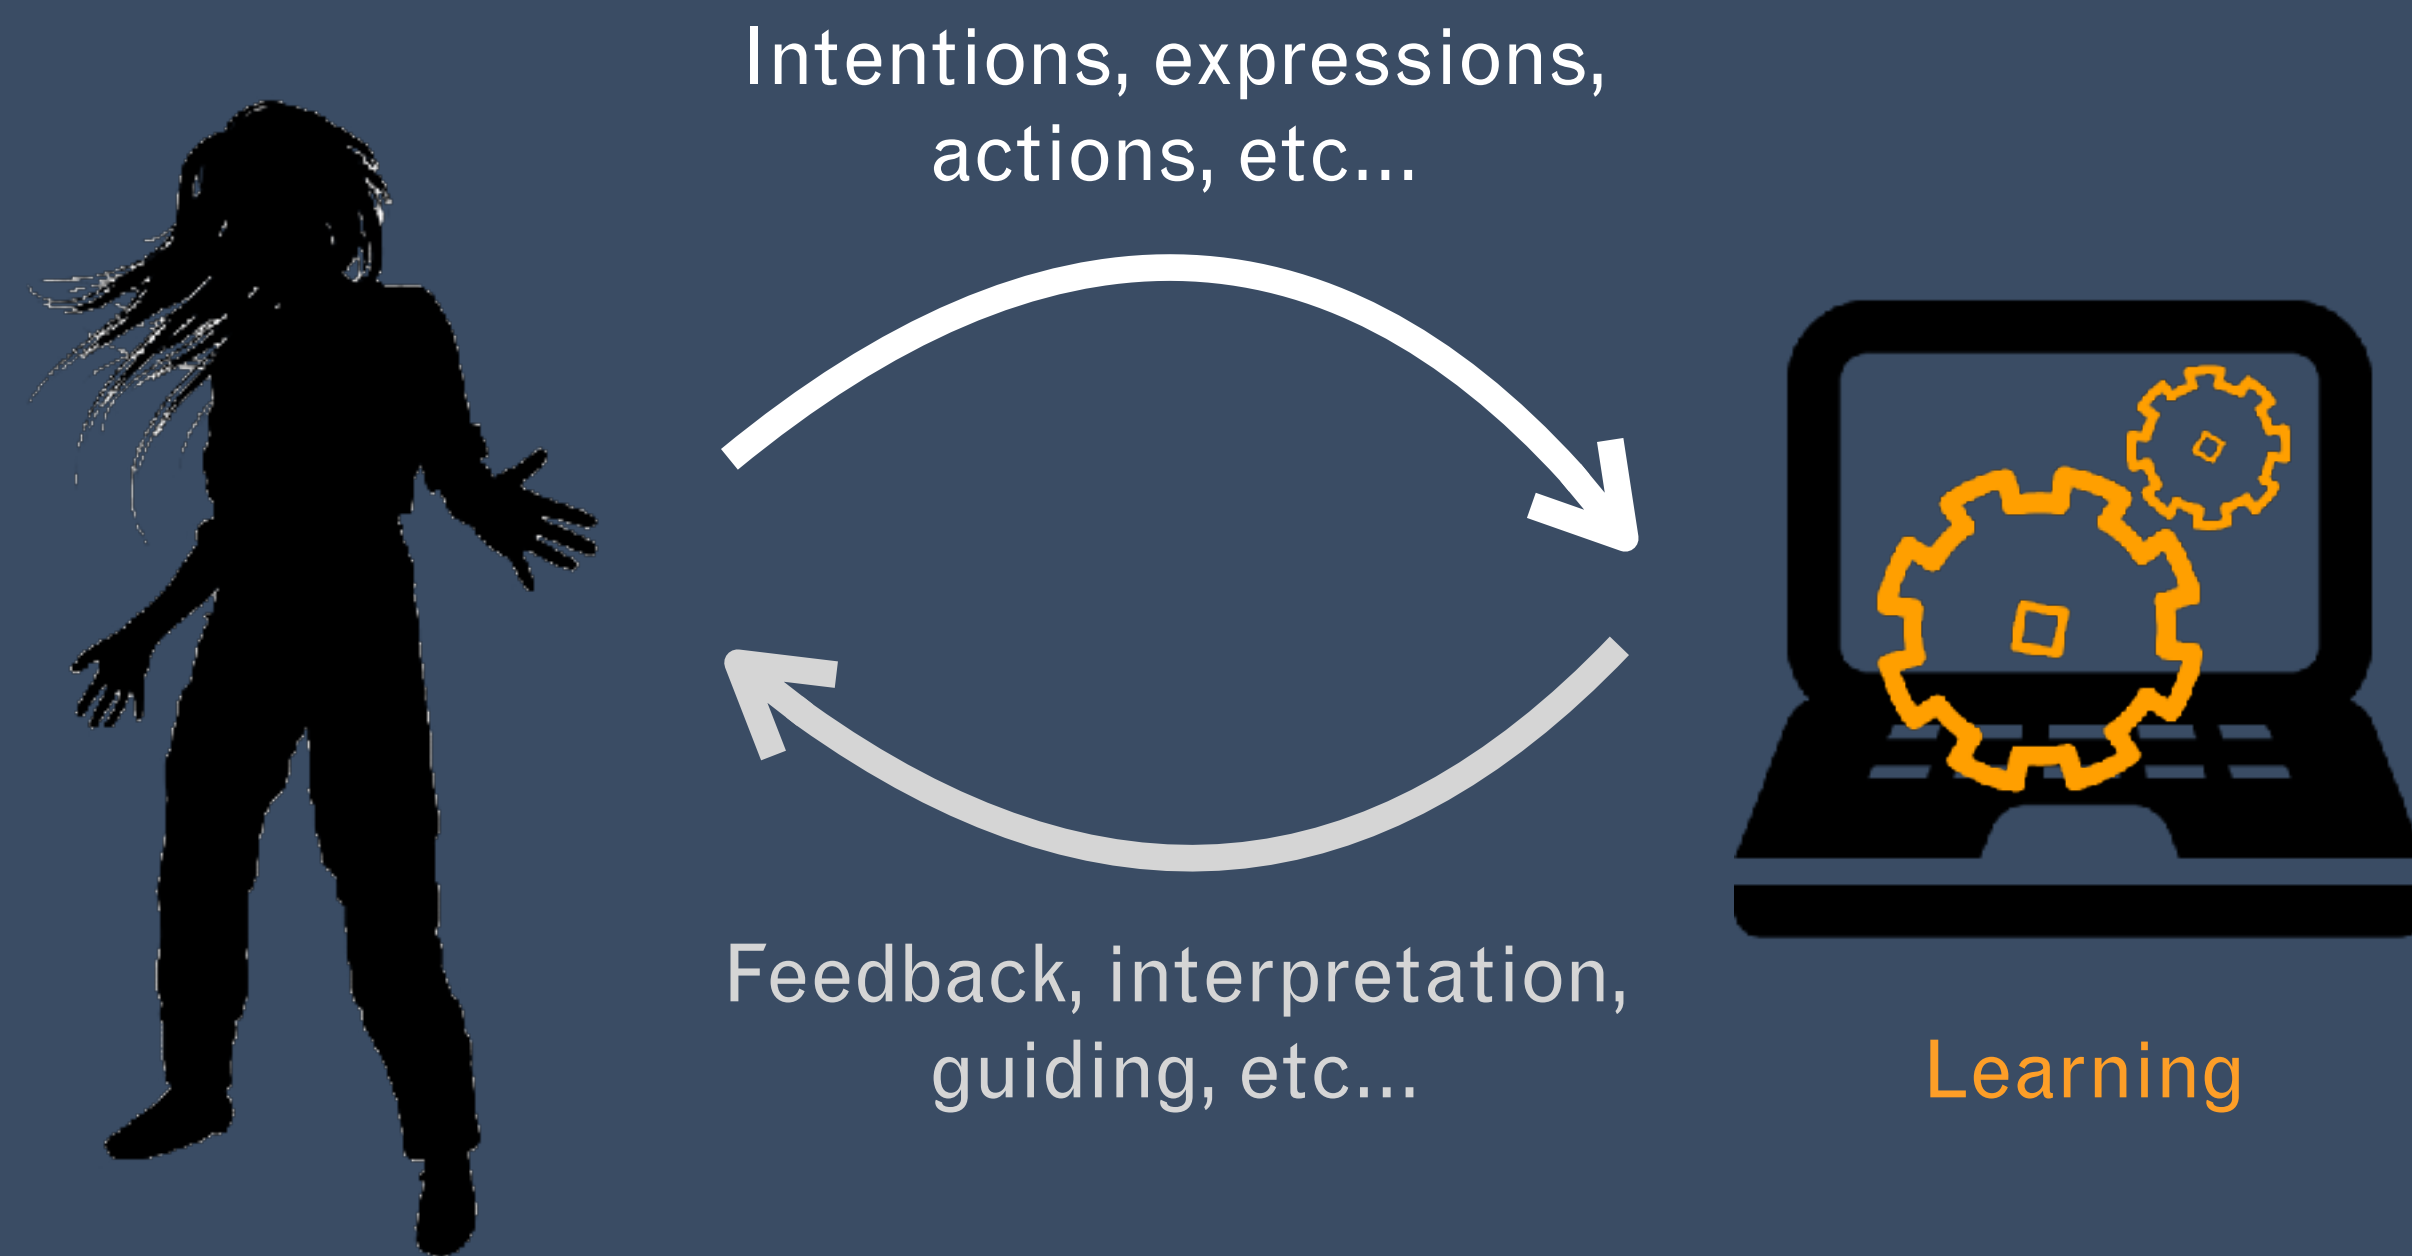 Intentions, expressions,
actions, etc...
Feedback, interpretation,
guiding, etc...
Learning